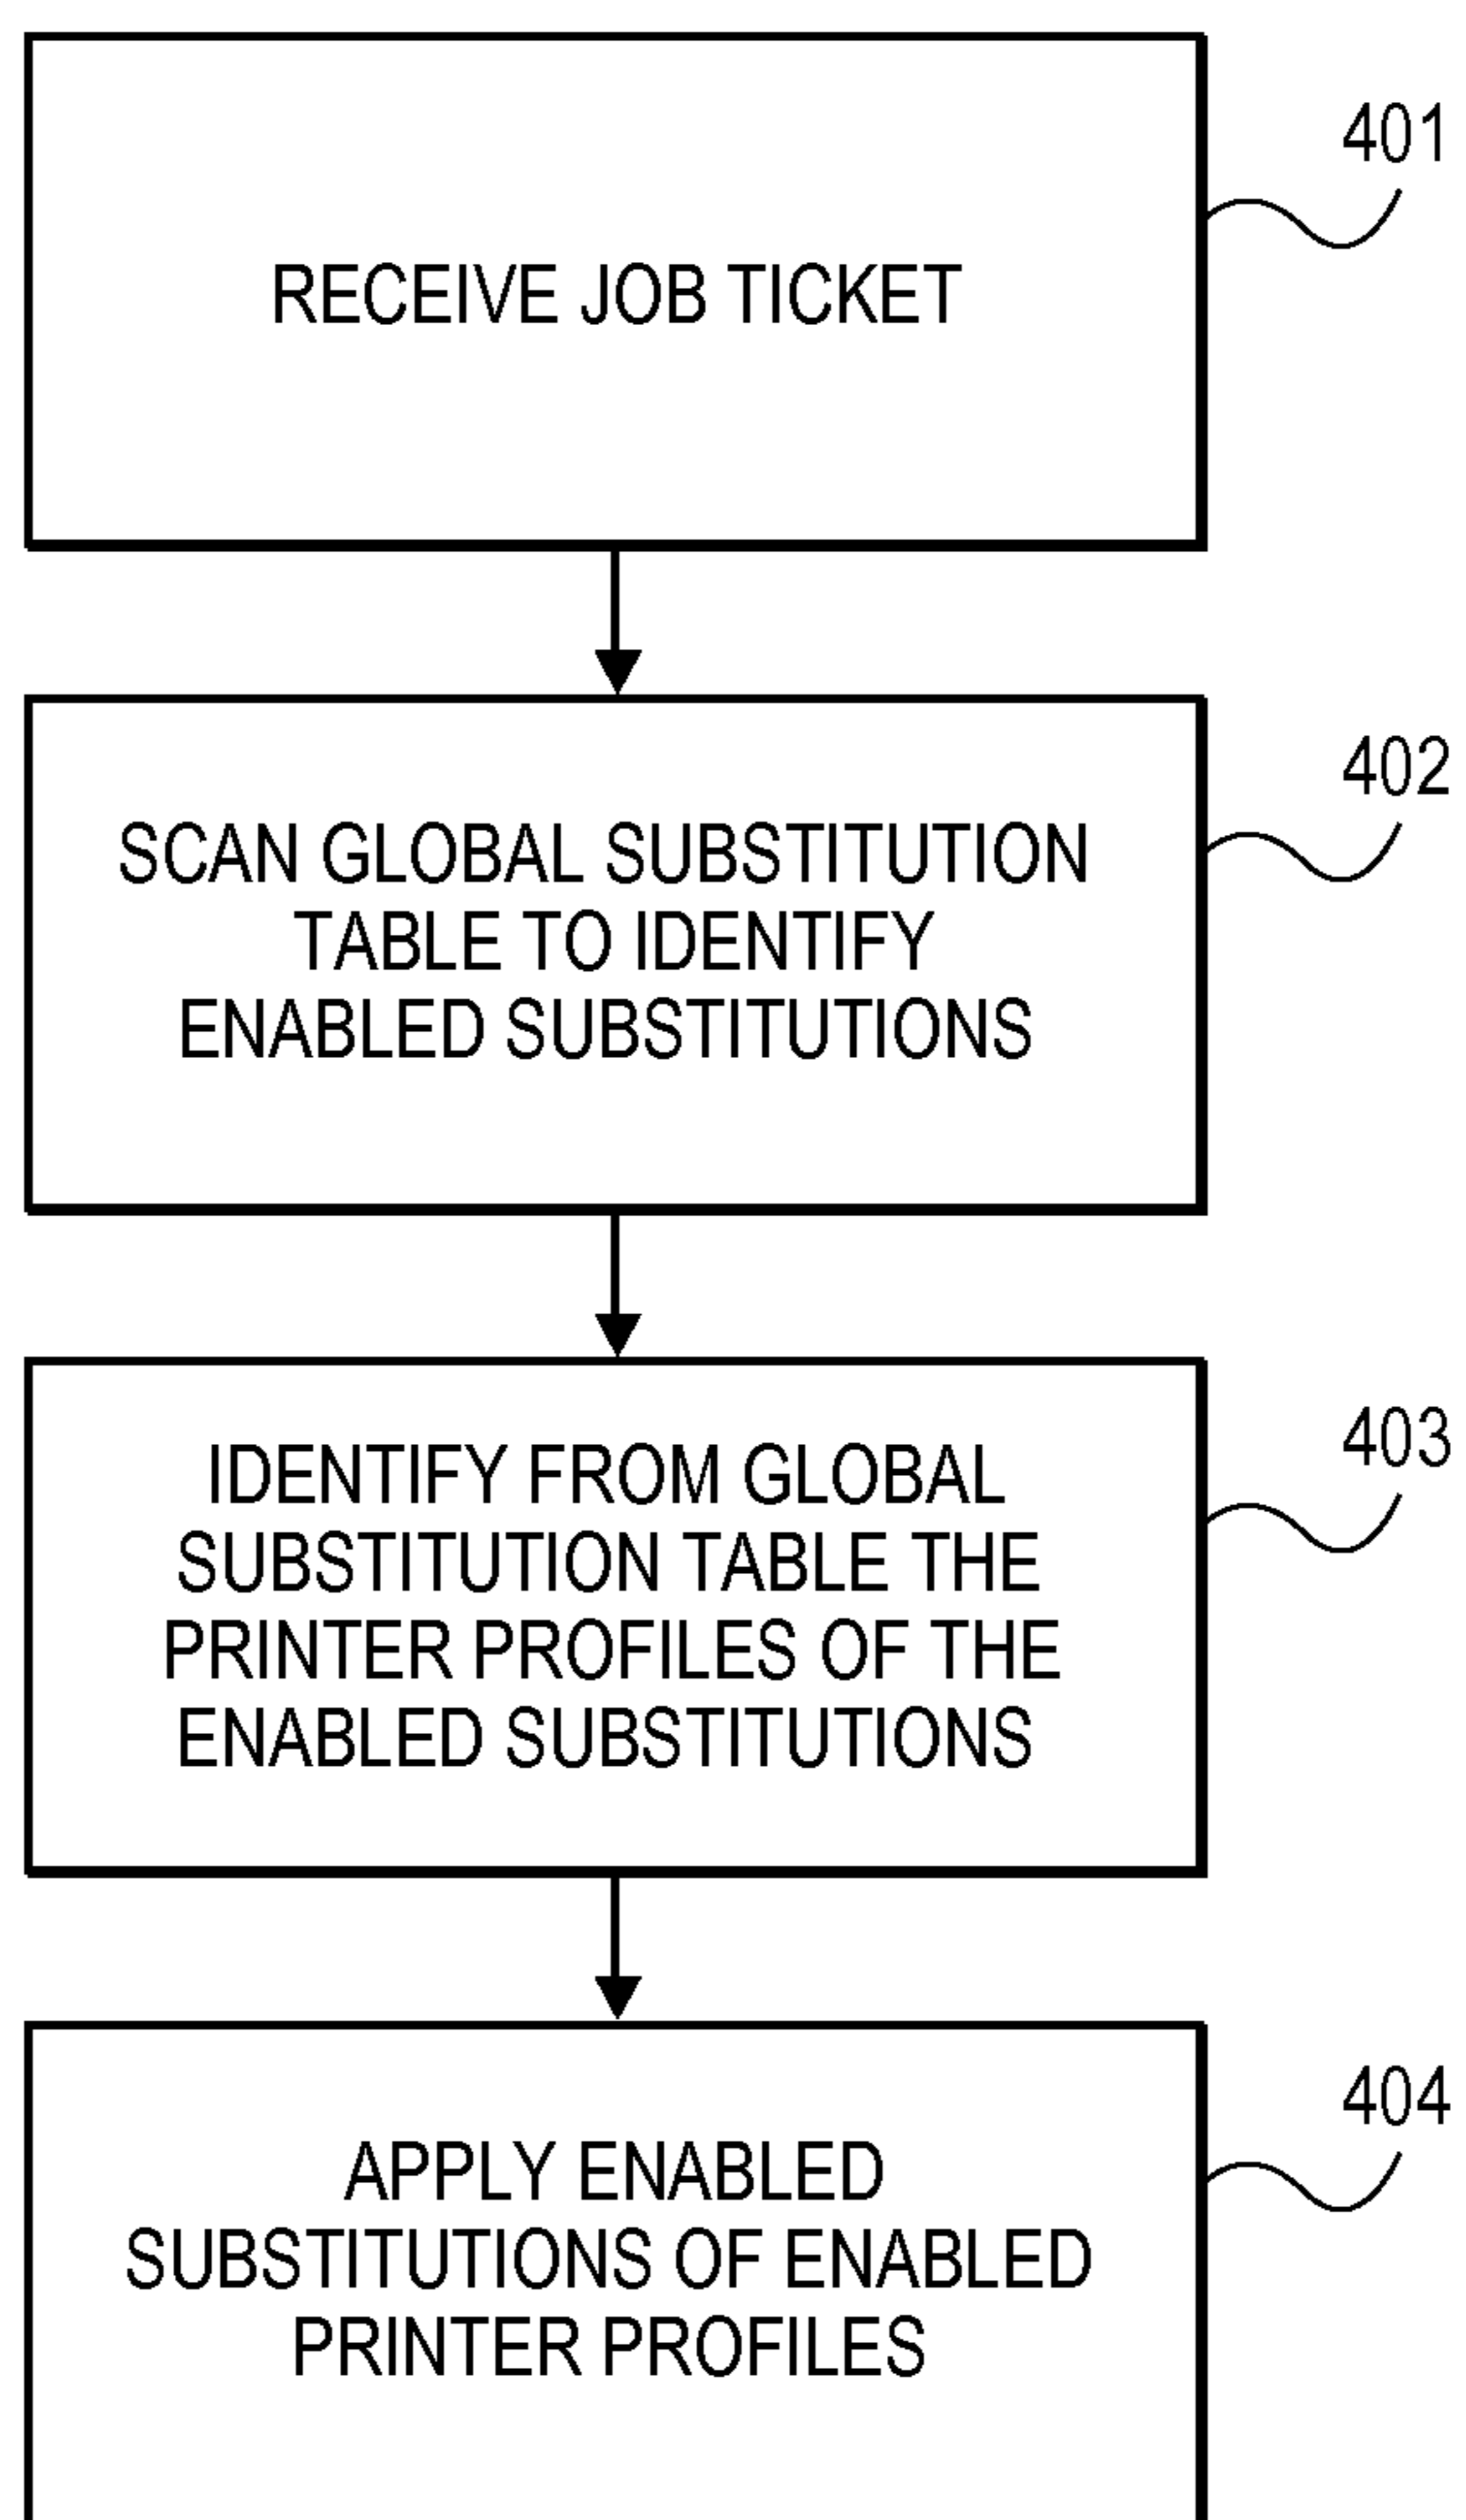 401
RECEIVE JOB TICKET
402
SCAN GLOBAL SUBSTITUTION
TABLE TO IDENTIFY
ENABLED SUBSTITUTIONS
403
IDENTIFY FROM GLOBAL
SUBSTITUTION TABLE THE
PRINTER PROFILES OF THE
ENABLED SUBSTITUTIONS
404
APPLY ENABLED
SUBSTITUTIONS OF ENABLED
PRINTER PROFILES